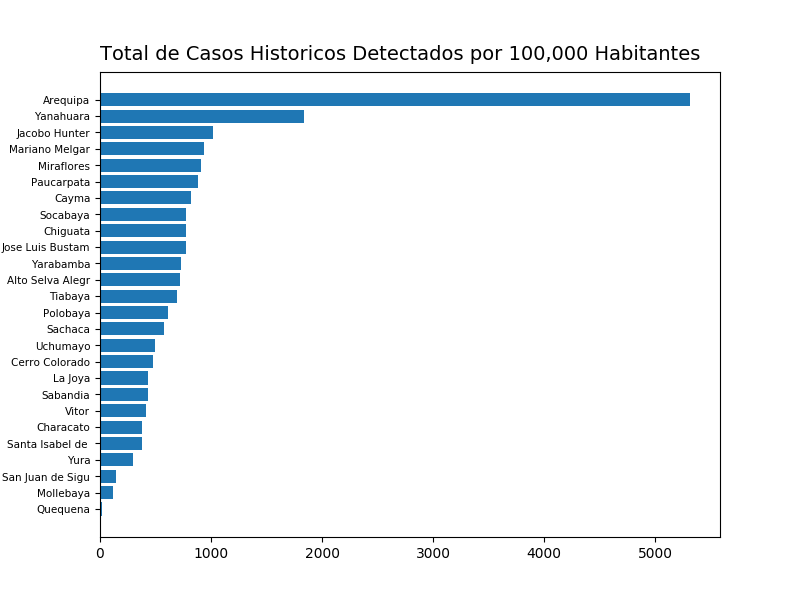 Total de Casos Historicos Detectados por 100,000 Habitantes
Arequipa
Yanahuara
Jacobo Hunter
Mariano Melgar
Miraflores
Paucarpata
Cayma
Socabaya
Chiguata
Jose Luis Bustam
Yarabamba
Alto Selva Alegr
Tiabaya
Polobaya
Sachaca
Uchumayo
Cerro Colorado
La Joya
Sabandia
Vitor
Characato
Santa Isabel de
Yura
San Juan de Sigu
Mollebaya
Quequena
0 1000 2000 3000 4000 5000